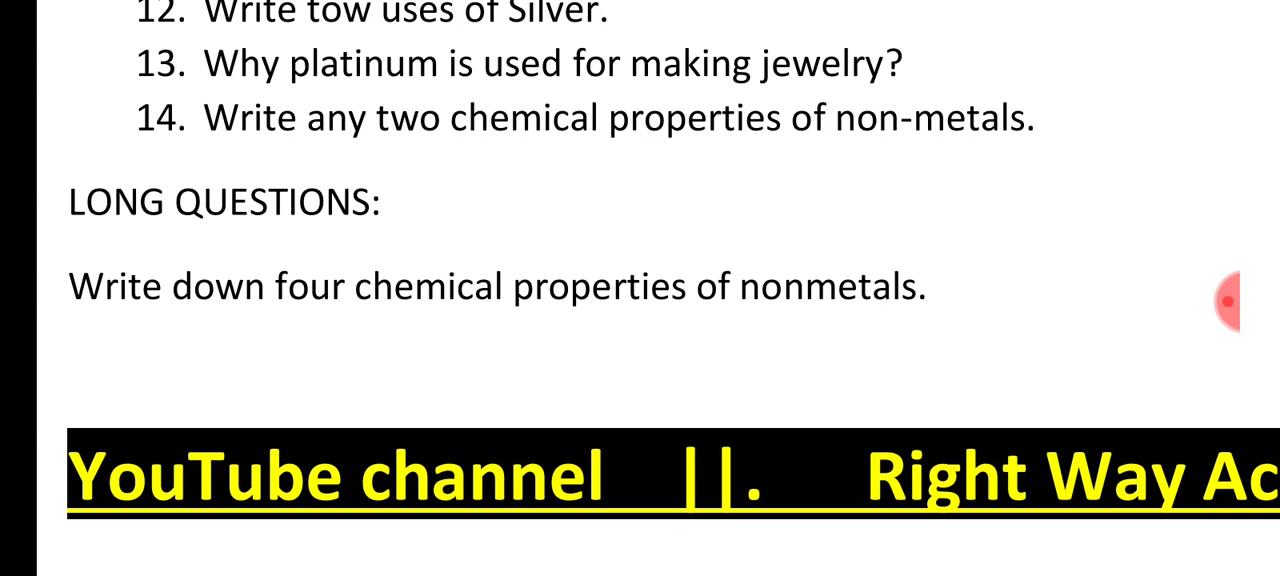 12. Write tow uses of Silver.
13. Why platinum is used for making jewelry?
14. Write any two chemical properties of non-metals.
LONG QUESTIONS:
Write down four chemical properties of nonmetals.
YouTube channel ||. Right Way Ac